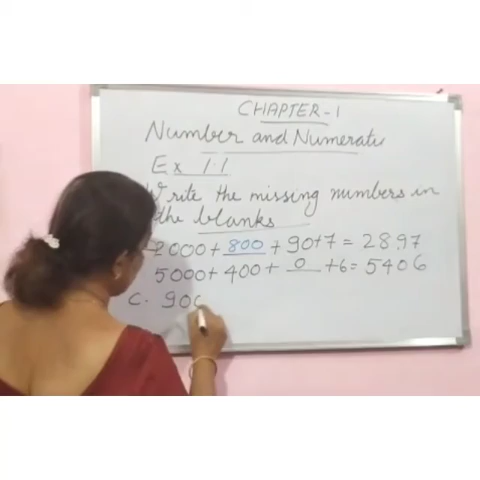 CHAPTER-1
Number and Numerati
Ex 1.1
Write the missing numbers in
the blanks
2000+ 800 + 90+7 = 2897
5000+ 400+ 0 +6= 5406
C. 900